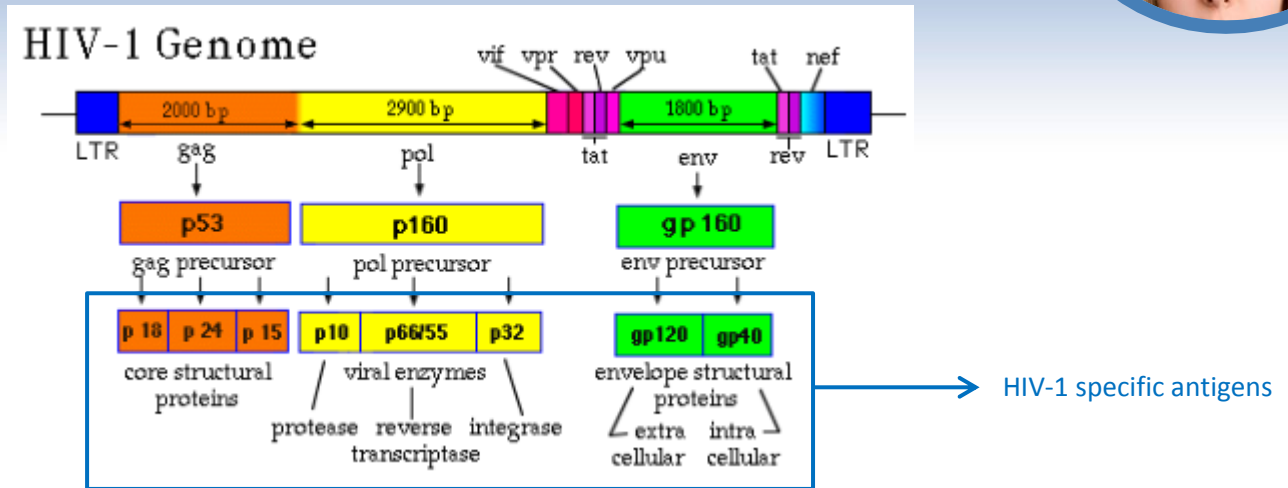 HIV-1 Genome
vif vpr rev vpu tat nef
2000 bp 2900 bp 1800 bp
LTR gag pol tat env rev LTR
p53 p160 gp 160
gag precursor pol precursor env precursor
p 18 p 24 p 15 p10 p66/55 p32 gp120 gp40
core structural viral enzymes envelope structural
proteins proteins
HIV-1 specific antigens
protease reverse integrase extra intra
transcriptase cellular cellular